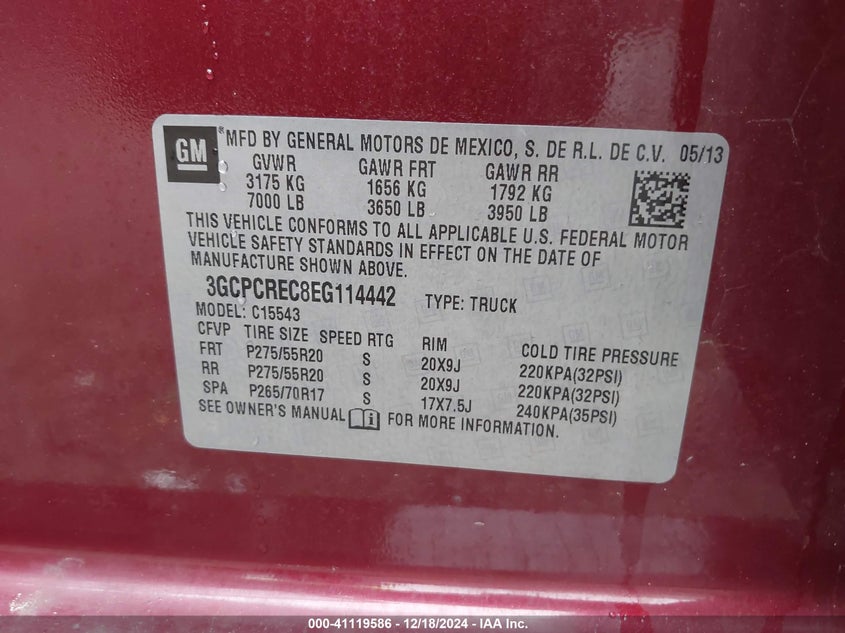 GM ® MFD BY GENERAL MOTORS DE MEXICO, S. DE R.L. DE C.V. 05/13
GVWR GAWR FRT GAWR RR
3175 KG 1656 KG 1792 KG
7000 LB 3650 LB 3950 LB
THIS VEHICLE CONFORMS TO ALL APPLICABLE U.S. FEDERAL MOTOR
VEHICLE SAFETY STANDARDS IN EFFECT ON THE DATE OF
MANUFACTURE SHOWN ABOVE.
3GCPCREC8EG114442 TYPE: TRUCK
MODEL: C15543
CFVP TIRE SIZE SPEED RTG RIM COLD TIRE PRESSURE
FRT P275/55R20 S 20X9J 220KPA(32PSI)
RR P275/55R20 S 20X9J 220KPA(32PSI)
SPA P265/70R17 S 17X7.5J 240KPA(35PSI)
SEE OWNER'S MANUAL FOR MORE INFORMATION.
000-41119586 - 12/18/2024 - IAA Inc.